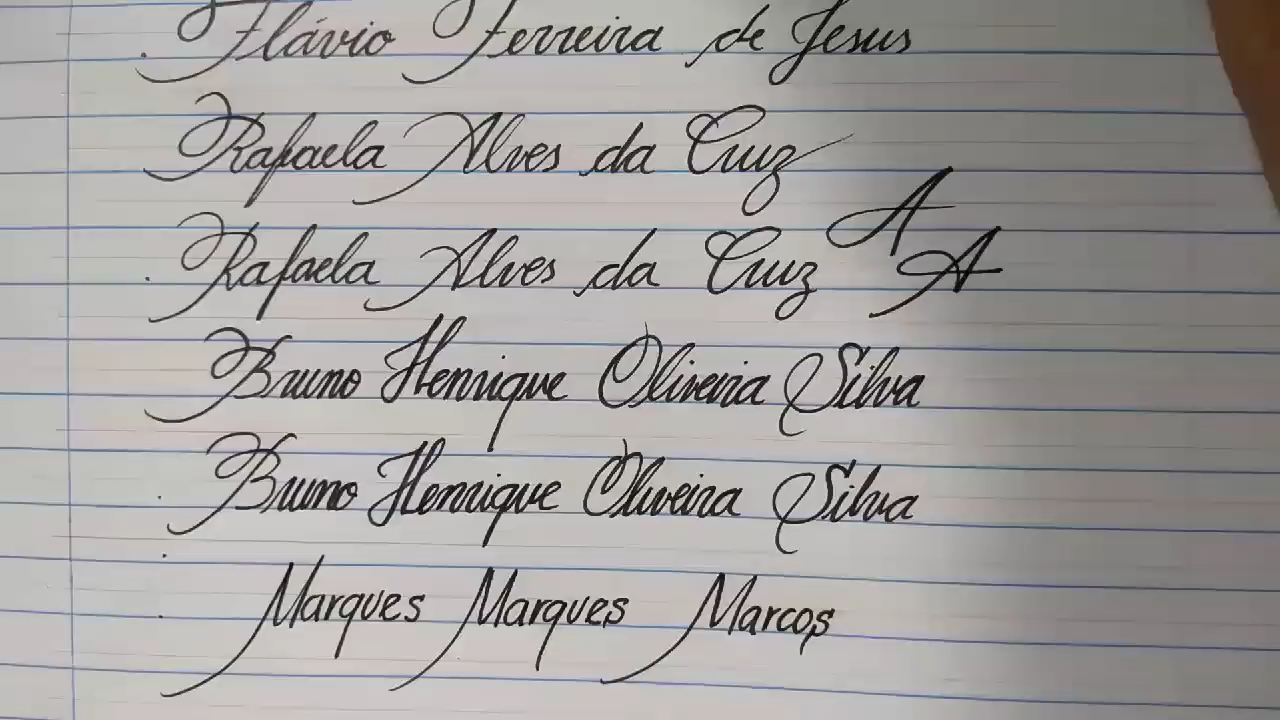 Flávio Ferreira de Jesus
Rafaela Alves da Cruz
A
Rafaela Alves da Cruz A
Bruno Henrique Oliveira Silva
Bruno Henrique Oliveira Silva
Marques Marques Marcos